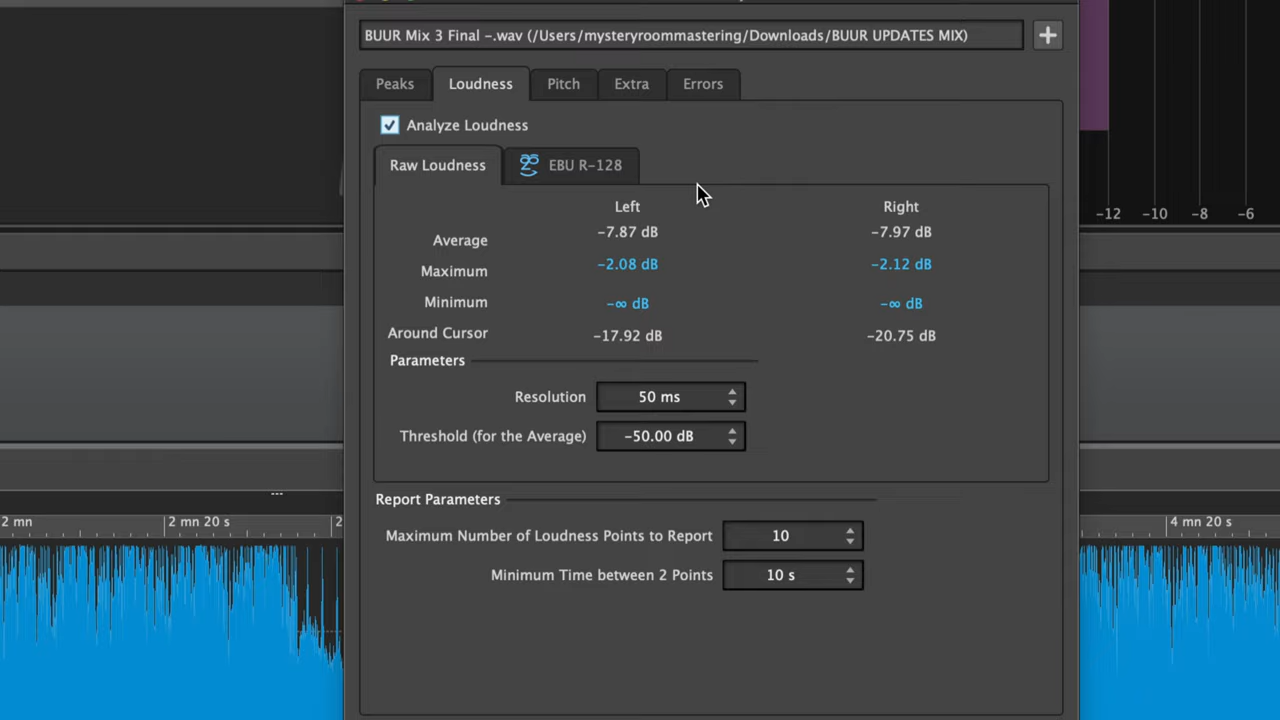 BUUR Mix 3 Final -.wav (/Users/mysteryroommastering/Downloads/BUUR UPDATES MIX)
Peaks Loudness Pitch Extra Errors
Analyze Loudness
Raw Loudness EBU R-128
Left Right
Average -7.87 dB -7.97 dB
Maximum -2.08 dB -2.12 dB
Minimum -∞ dB -∞ dB
Around Cursor -17.92 dB -20.75 dB
Parameters
Resolution 50 ms
Threshold (for the Average) -50.00 dB
Report Parameters
Maximum Number of Loudness Points to Report 10
Minimum Time between 2 Points 10 s
-12 -10 -8 -6
2 mn 2 mn 20 s 2 4 mn 20 s